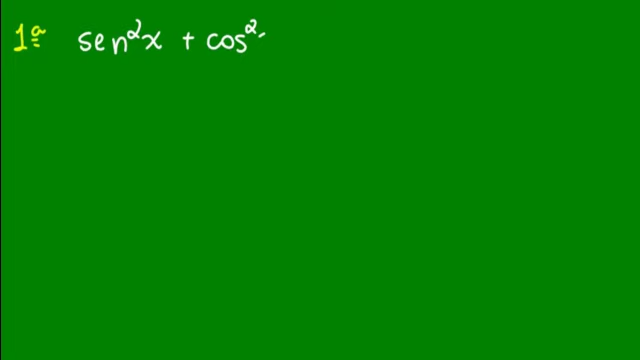 1ª sen²x + cos²